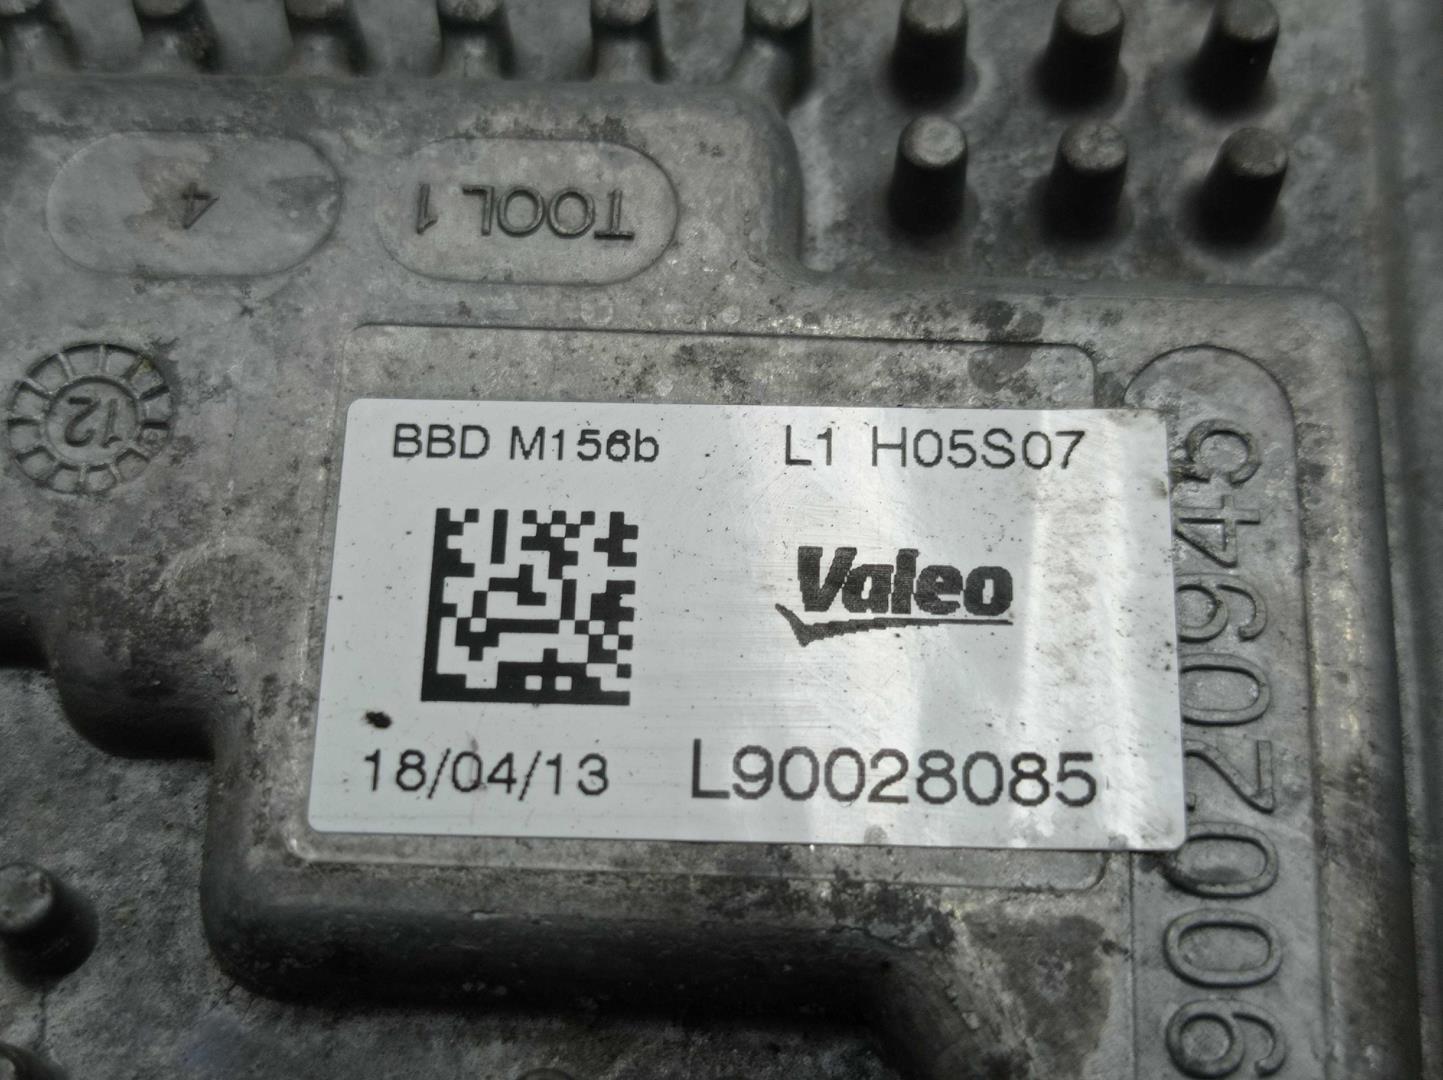 4
TOOL 1
12
BBD M156b L1 H05S07
Valeo
18/04/13 L90028085
90020945